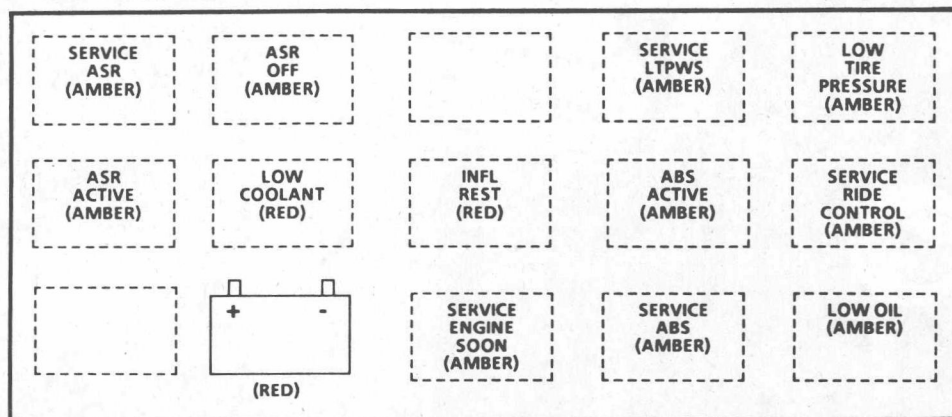 SERVICE
ASR
(AMBER)
ASR
OFF
(AMBER)
SERVICE
LTPWS
(AMBER)
LOW
TIRE
PRESSURE
(AMBER)
ASR
ACTIVE
(AMBER)
LOW
COOLANT
(RED)
INFL
REST
(RED)
ABS
ACTIVE
(AMBER)
SERVICE
RIDE
CONTROL
(AMBER)
+ -
(RED)
SERVICE
ENGINE
SOON
(AMBER)
SERVICE
ABS
(AMBER)
LOW OIL
(AMBER)